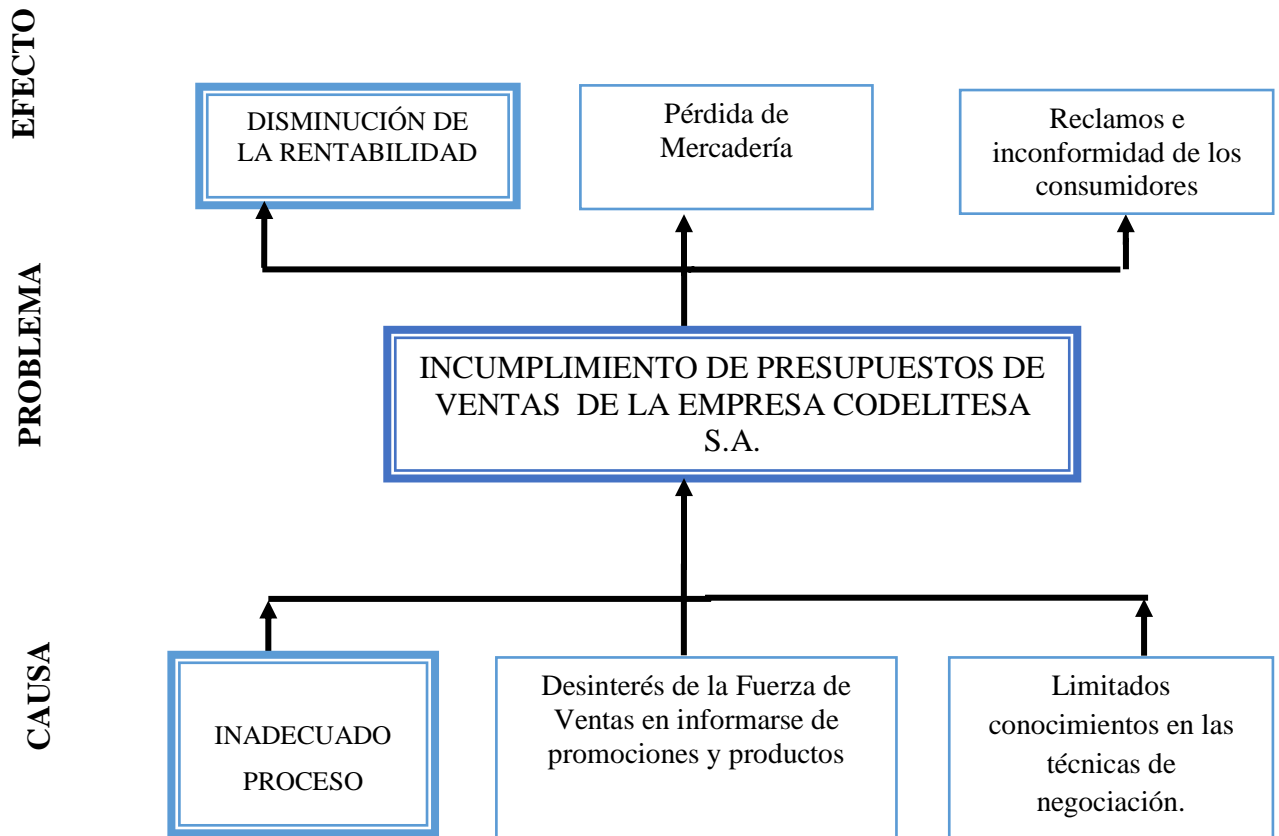 EFECTO
DISMINUCIÓN DE
LA RENTABILIDAD
Pérdida de
Mercadería
Reclamos e
inconformidad de los
consumidores
PROBLEMA
INCUMPLIMIENTO DE PRESUPUESTOS DE
VENTAS DE LA EMPRESA CODELITESA
S.A.
CAUSA
INADECUADO
PROCESO
Desinterés de la Fuerza de
Ventas en informarse de
promociones y productos
Limitados
conocimientos en las
técnicas de
negociación.